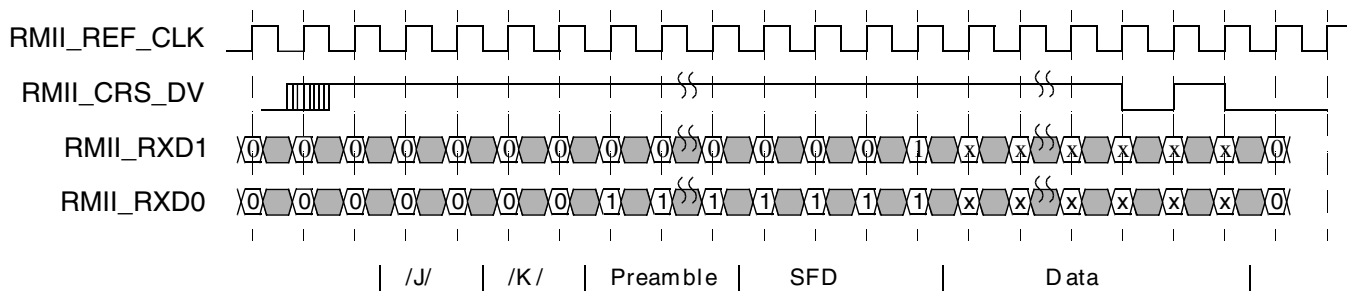 RMII_REF_CLK
RMII_CRS_DV
RMII_RXD1 0 0 0 0 0 0 0 0 0 0 0 0 0 1 x x x x x x 0
RMII_RXD0 0 0 0 0 0 0 0 1 1 1 1 1 1 1 x x x x x x 0
/J/ /K/ Preamble SFD Data